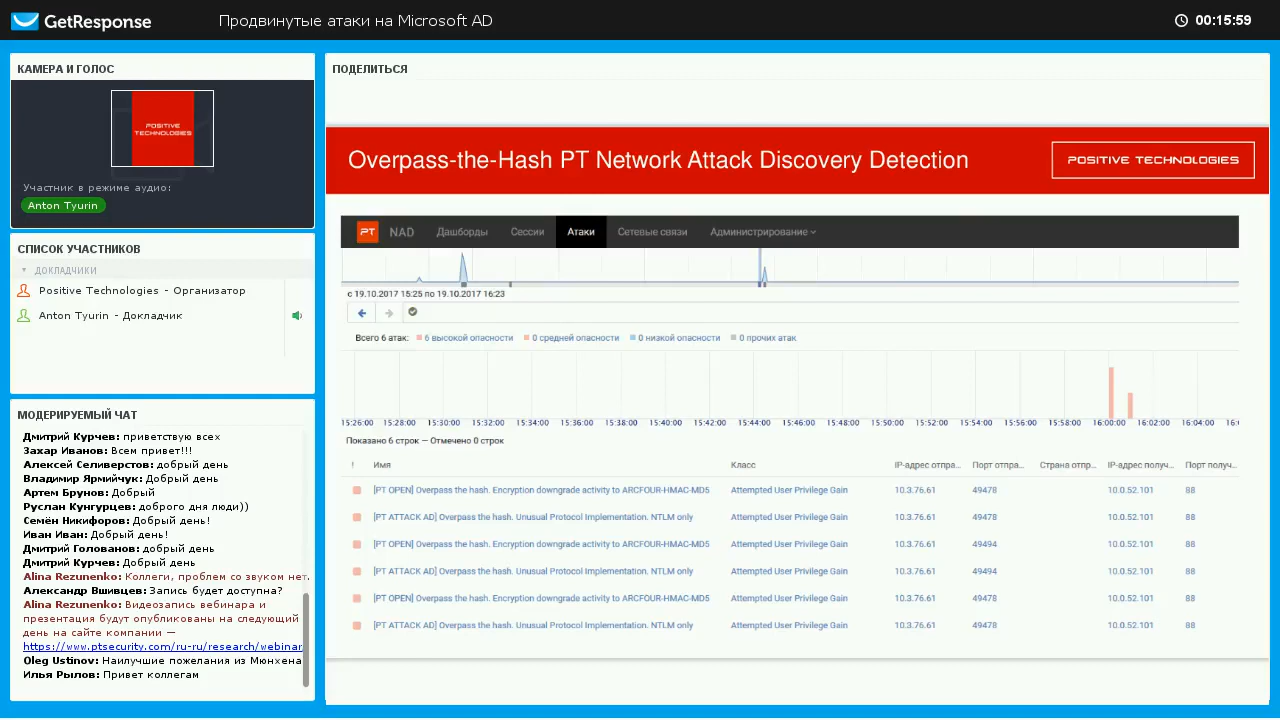 GetResponse
Продвинутые атаки на Microsoft AD
00:15:59
КАМЕРА И ГОЛОС
POSITIVE
TECHNOLOGIES
Участник в режиме аудио:
Anton Tyurin
СПИСОК УЧАСТНИКОВ
ДОКЛАДЧИКИ
Positive Technologies - Организатор
Anton Tyurin - Докладчик
МОДЕРИРУЕМЫЙ ЧАТ
Дмитрий Курчев: приветствую всех
Захар Иванов: Всем привет!!!
Алексей Селиверстов: добрый день
Владимир Ярмийчук: Добрый день
Артем Брунов: Добрый
Руслан Кунгурцев: доброго дня люди))
Семён Никифоров: Добрый день!
Иван Иван: Добрый день!
Дмитрий Голованов: добрый день
Дмитрий Курчев: Добрый день
Alina Rezunenko: Коллеги, проблем со звуком нет.
Александр Вшивцев: Запись будет доступна?
Alina Rezunenko: Видеозапись вебинара и
презентация будут опубликованы на следующий
день на сайте компании —
https://www.ptsecurity.com/ru-ru/research/webinar
Oleg Ustinov: Наилучшие пожелания из Мюнхена
Илья Рылов: Привет коллегам
ПОДЕЛИТЬСЯ
Overpass-the-Hash PT Network Attack Discovery Detection
POSITIVE TECHNOLOGIES
PT NAD Дашборды Сессии Атаки Сетевые связи Администрирование
с 19.10.2017 15:25 по 19.10.2017 16:23
Всего 6 атак: 6 высокой опасности 0 средней опасности 0 низкой опасности 0 прочих атак
15:26:00 15:28:00 15:30:00 15:32:00 15:34:00 15:36:00 15:38:00 15:40:00 15:42:00 15:44:00 15:46:00 15:48:00 15:50:00 15:52:00 15:54:00 15:56:00 15:58:00 16:00:00 16:02:00 16:04:00 16:0
Показано 6 строк — Отмечено 0 строк
! Имя Класс IP-адрес отпра... Порт отпра... Страна отпр... IP-адрес получ... Порт получ...
[PT OPEN] Overpass the hash. Encryption downgrade activity to ARCFOUR-HMAC-MD5 Attempted User Privilege Gain 10.3.76.61 49478 10.0.52.101 88
[PT ATTACK AD] Overpass the hash. Unusual Protocol Implementation. NTLM only Attempted User Privilege Gain 10.3.76.61 49478 10.0.52.101 88
[PT OPEN] Overpass the hash. Encryption downgrade activity to ARCFOUR-HMAC-MD5 Attempted User Privilege Gain 10.3.76.61 49494 10.0.52.101 88
[PT ATTACK AD] Overpass the hash. Unusual Protocol Implementation. NTLM only Attempted User Privilege Gain 10.3.76.61 49494 10.0.52.101 88
[PT OPEN] Overpass the hash. Encryption downgrade activity to ARCFOUR-HMAC-MD5 Attempted User Privilege Gain 10.3.76.61 49498 10.0.52.101 88
[PT ATTACK AD] Overpass the hash. Unusual Protocol Implementation. NTLM only Attempted User Privilege Gain 10.3.76.61 49498 10.0.52.101 88